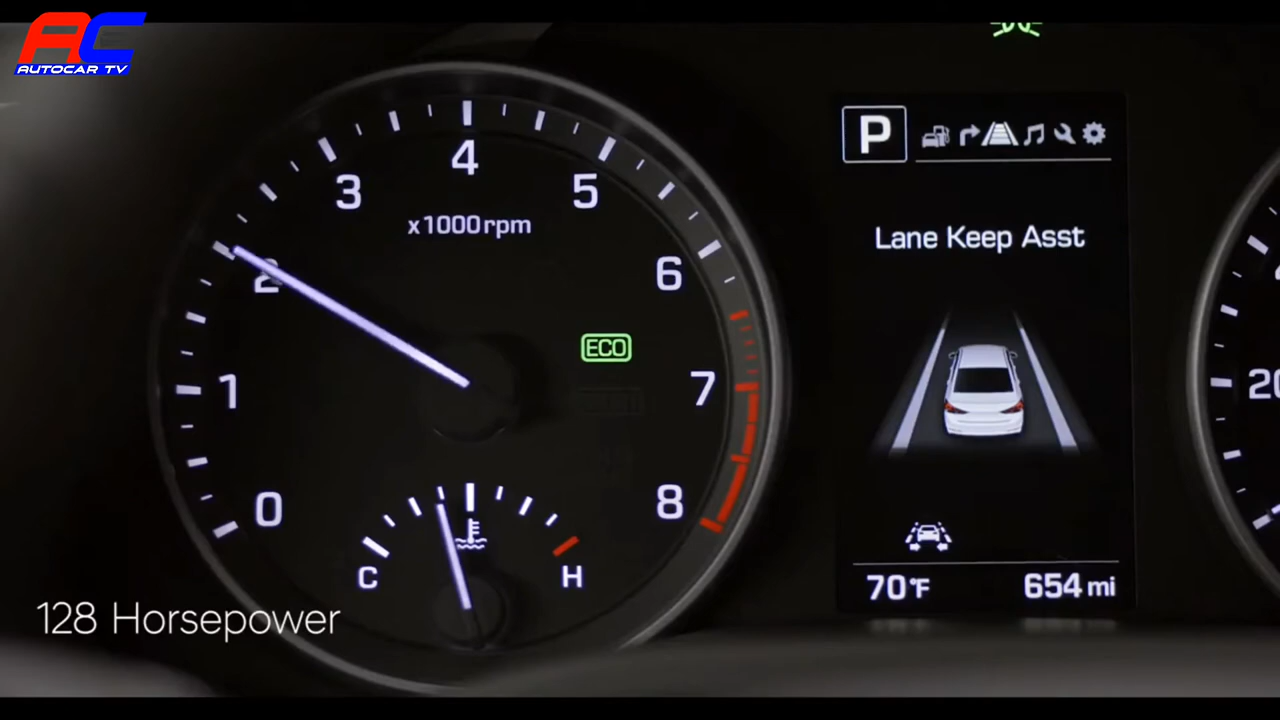 AC
AUTOCAR TV
P
Lane Keep Asst
4
3
5
x1000rpm
2
6
ECO
1
7
20
0
8
C
H
70°F
654 mi
128 Horsepower